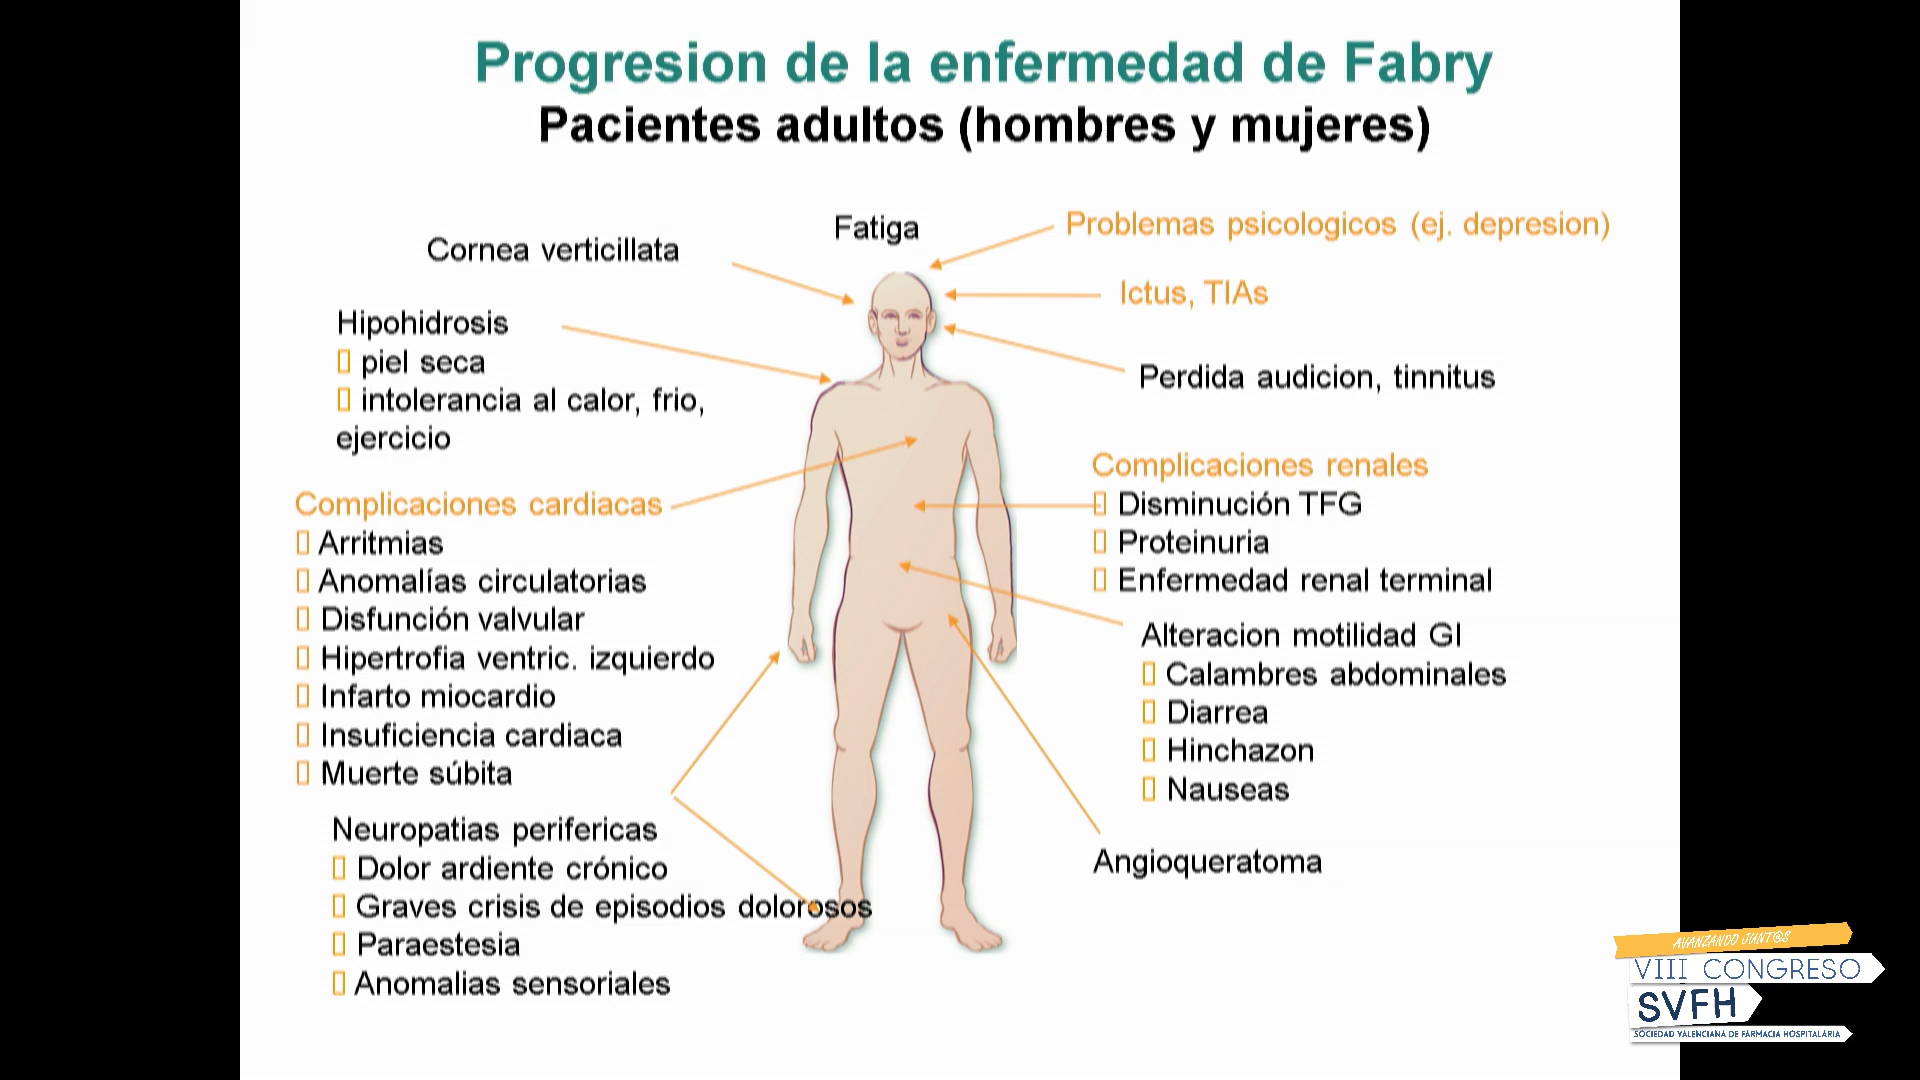 Progresion de la enfermedad de Fabry
Pacientes adultos (hombres y mujeres)
Fatiga
Problemas psicologicos (ej. depresion)
Cornea verticillata
Ictus, TIAs
Hipohidrosis
piel seca
intolerancia al calor, frio,
ejercicio
Perdida audicion, tinnitus
Complicaciones cardiacas
Arritmias
Anomalías circulatorias
Disfunción valvular
Hipertrofia ventric. izquierdo
Infarto miocardio
Insuficiencia cardiaca
Muerte súbita
Complicaciones renales
Disminución TFG
Proteinuria
Enfermedad renal terminal
Alteracion motilidad GI
Calambres abdominales
Diarrea
Hinchazon
Nauseas
Neuropatias perifericas
Dolor ardiente crónico
Graves crisis de episodios dolorosos
Paraestesia
Anomalias sensoriales
Angioqueratoma
AVANZANDO JUNT@S
VIII CONGRESO
SVFH
SOCIEDAD VALENCIANA DE FARMACIA HOSPITALARIA